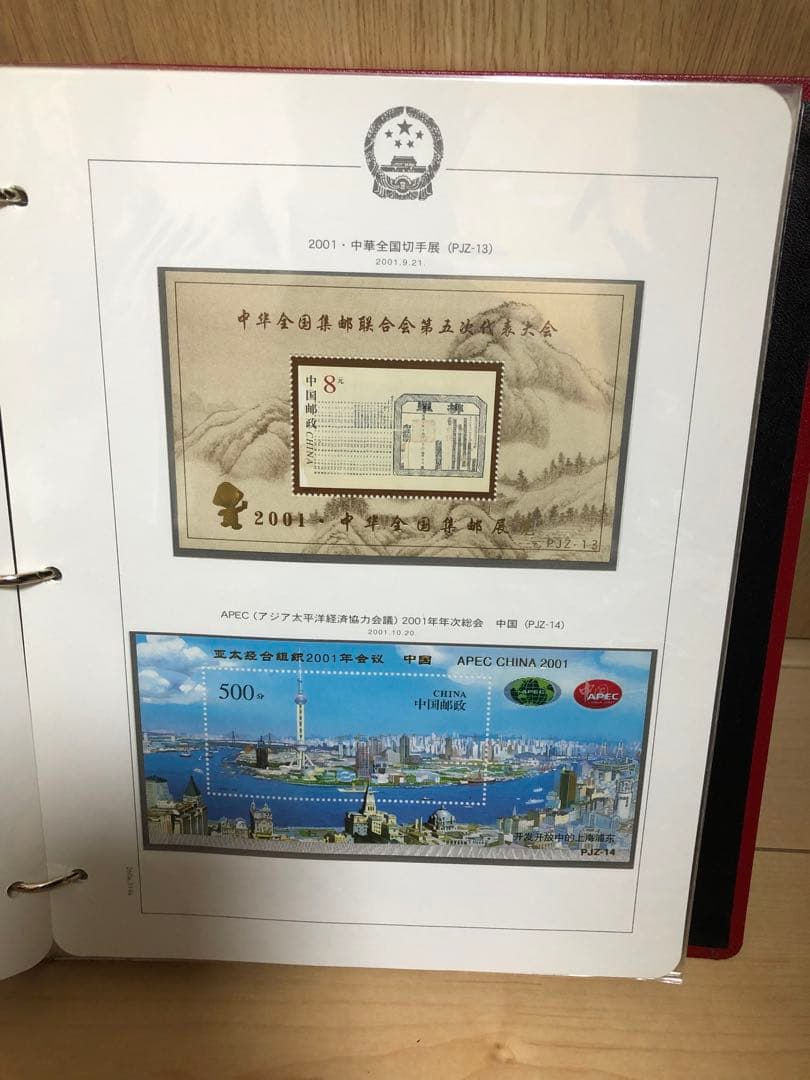 2001・中華全国切手展 (PJZ-13)
2001.9.21.
中华全国集邮联合会第五次代表大会
中国邮政 CHINA
8元
2001·中华全国集邮展览
PJZ-13
APEC (アジア太平洋経済協力会議) 2001年年次総会 中国 (PJZ-14)
2001.10.20.
亚太经合组织2001年会议 中国 APEC CHINA 2001
500分
CHINA
中国邮政
APEC
中国
APEC
开发开放中的上海浦东
PJZ-14